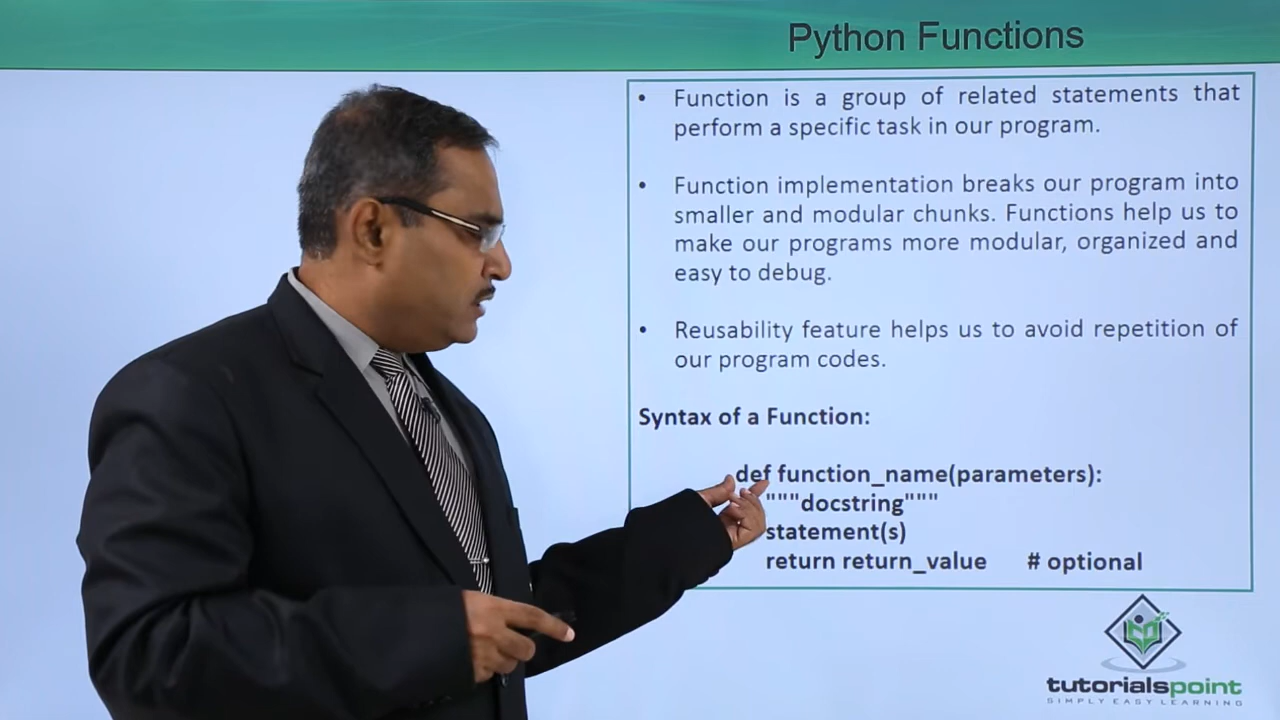 Python Functions
• Function is a group of related statements that
perform a specific task in our program.
• Function implementation breaks our program into
smaller and modular chunks. Functions help us to
make our programs more modular, organized and
easy to debug.
• Reusability feature helps us to avoid repetition of
our program codes.
Syntax of a Function:
def function_name(parameters):
"""docstring"""
statement(s)
return return_value # optional
tutorialspoint
SIMPLY EASY LEARNING